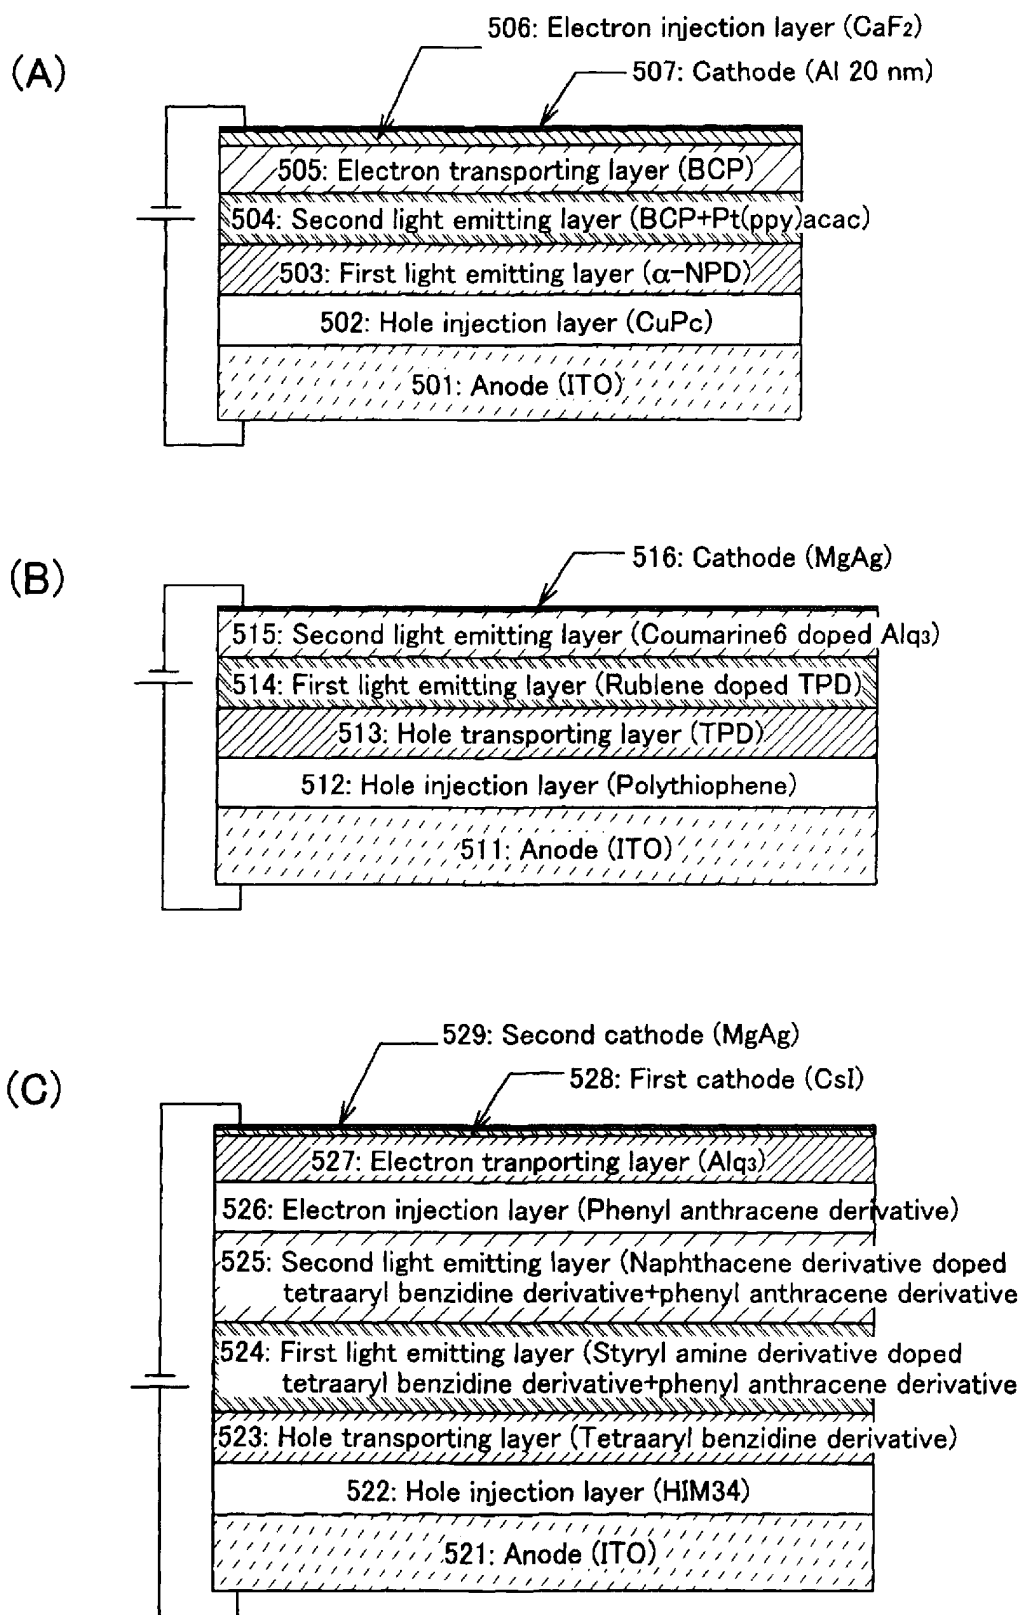 506: Electron injection layer (CaF₂)
(A)
507: Cathode (Al 20 nm)
505: Electron transporting layer (BCP)
504: Second light emitting layer (BCP+Pt(ppy)acac)
503: First light emitting layer (α-NPD)
502: Hole injection layer (CuPc)
501: Anode (ITO)
516: Cathode (MgAg)
(B)
515: Second light emitting layer (Coumarine6 doped Alq₃)
514: First light emitting layer (Rublene doped TPD)
513: Hole transporting layer (TPD)
512: Hole injection layer (Polythiophene)
511: Anode (ITO)
529: Second cathode (MgAg)
528: First cathode (CsI)
(C)
527: Electron tranporting layer (Alq₃)
526: Electron injection layer (Phenyl anthracene derivative)
525: Second light emitting layer (Naphthacene derivative doped
tetraaryl benzidine derivative+phenyl anthracene derivative
524: First light emitting layer (Styryl amine derivative doped
tetraaryl benzidine derivative+phenyl anthracene derivative
523: Hole transporting layer (Tetraaryl benzidine derivative)
522: Hole injection layer (HIM34)
521: Anode (ITO)